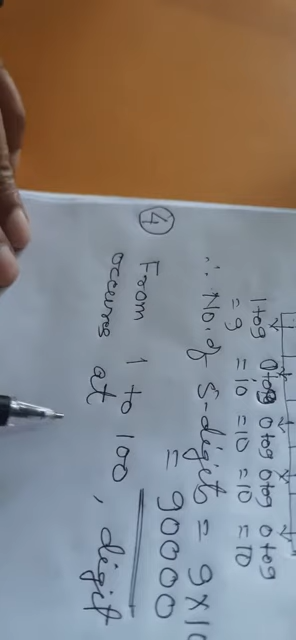 1 to 9 0 to 9 0 to 9 0 to 9 0 to 9
= 9 = 10 = 10 = 10 = 10
∴ No. of 5-digits = 9 × 10
= 90000
④ From 1 to 100, digit
occurs at